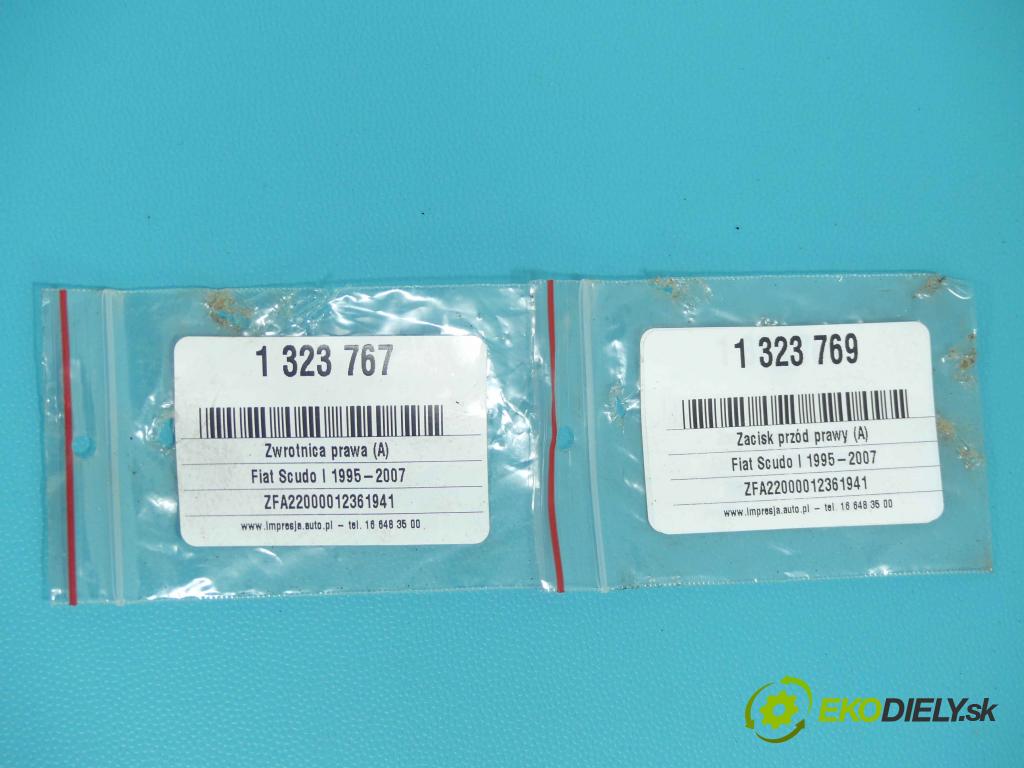 1 323 767
Zwrotnica prawa (A)
Fiat Scudo I 1995-2007
ZFA22000012361941
www.impresja.auto.pl - tel. 16 648 35 00
1 323 769
Zacisk przód prawy (A)
Fiat Scudo I 1995-2007
ZFA22000012361941
www.impresja.auto.pl - tel. 16 648 35 00
EKODIELY.sk